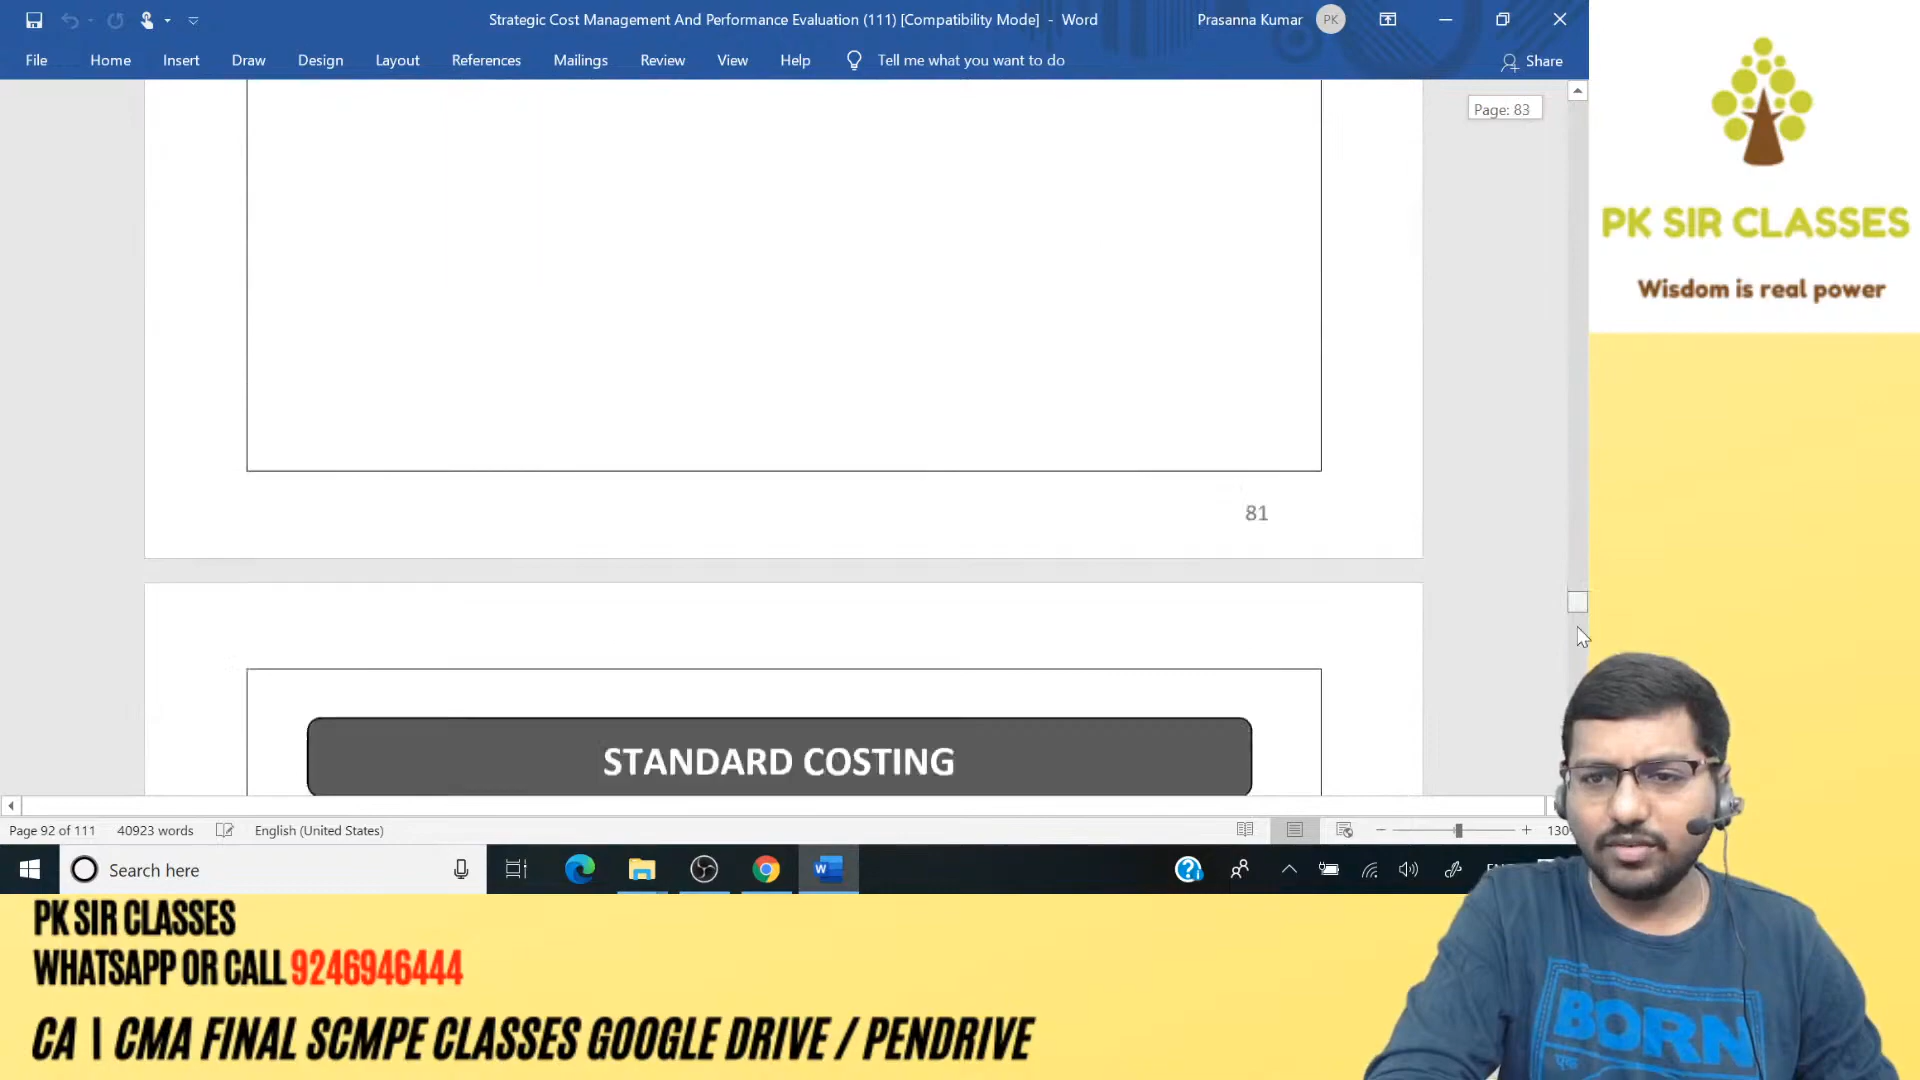 Strategic Cost Management And Performance Evaluation (111) [Compatibility Mode] - Word
Prasanna Kumar
PK
File
Home
Insert
Draw
Design
Layout
References
Mailings
Review
View
Help
Tell me what you want to do
Share
Page: 83
81
STANDARD COSTING
Page 92 of 111
40923 words
English (United States)
130
Search here
PK SIR CLASSES
Wisdom is real power
PK SIR CLASSES
WHATSAPP OR CALL 9246946444
CA \ CMA FINAL SCMPE CLASSES GOOGLE DRIVE / PENDRIVE
BORN
एक